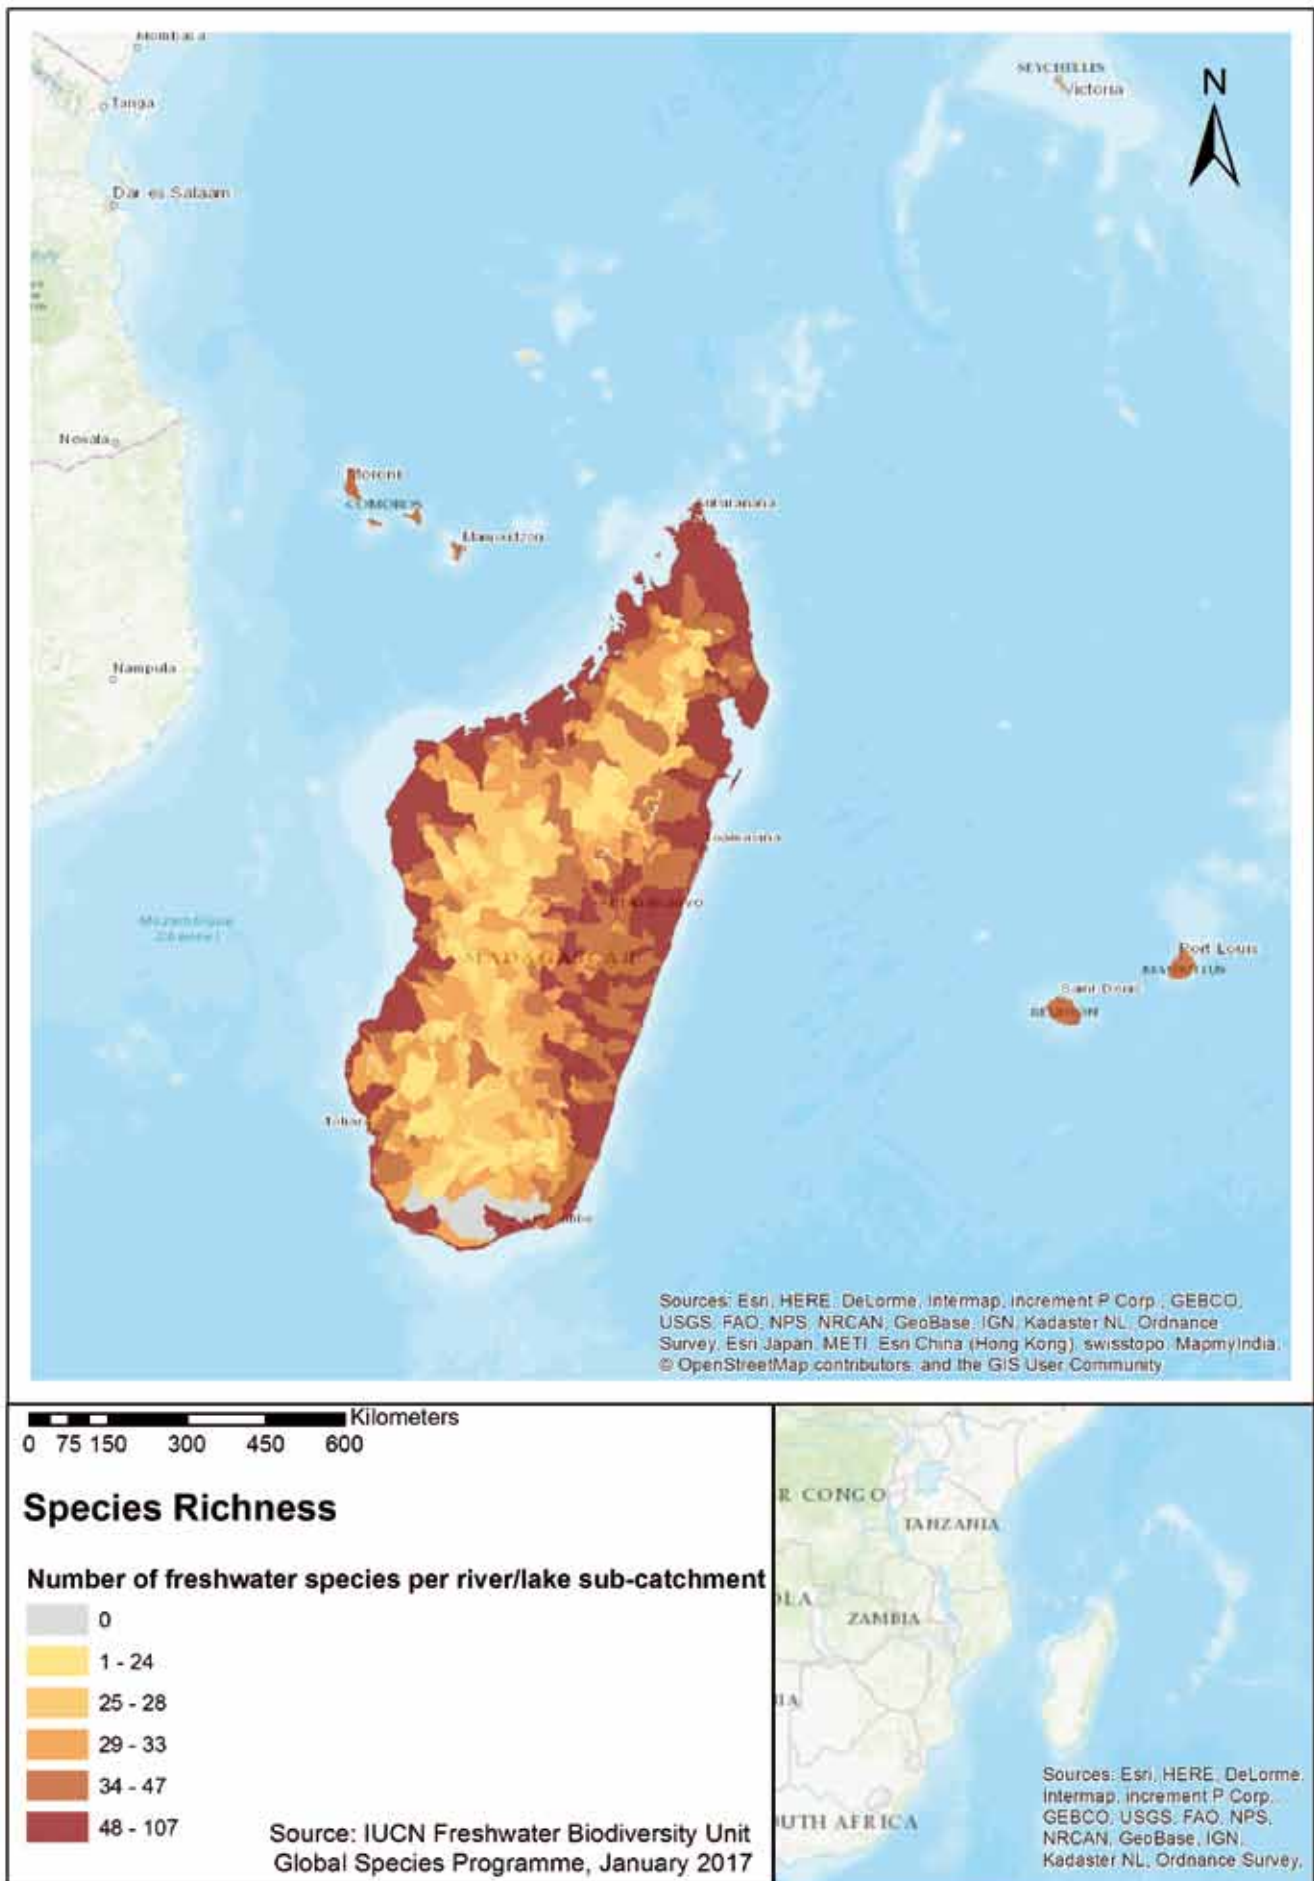 Mombasa
Tanga
SEYCHELLES
Victoria
N
Dar es Salaam
Newala
Moroni
COMOROS
Mamoudzou
Antsiranana
Nampula
Toamasina
Mozambique
Channel
MADAGASCAR
Port Louis
MAURITIUS
Saint-Denis
REUNION
Sources: Esri, HERE, DeLorme, Intermap, increment P Corp., GEBCO,
USGS, FAO, NPS, NRCAN, GeoBase, IGN, Kadaster NL, Ordnance
Survey, Esri Japan, METI, Esri China (Hong Kong), swisstopo, MapmyIndia,
© OpenStreetMap contributors, and the GIS User Community
Kilometers
0 75 150 300 450 600
Species Richness
Number of freshwater species per river/lake sub-catchment
0
1 - 24
25 - 28
29 - 33
34 - 47
48 - 107
Source: IUCN Freshwater Biodiversity Unit
Global Species Programme, January 2017
R CONGO
TANZANIA
OLA
ZAMBIA
IA
UTH AFRICA
Sources: Esri, HERE, DeLorme,
Intermap, increment P Corp.,
GEBCO, USGS, FAO, NPS,
NRCAN, GeoBase, IGN,
Kadaster NL, Ordnance Survey,